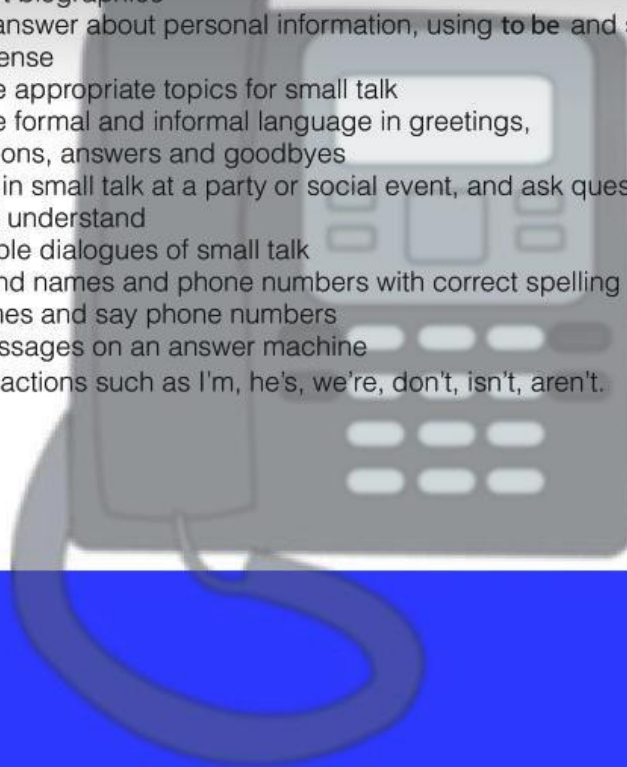 answer about personal information, using to be and
ense
e appropriate topics for small talk
e formal and informal language in greetings,
ons, answers and goodbyes
in small talk at a party or social event, and ask ques
understand
ble dialogues of small talk
nd names and phone numbers with correct spelling
nes and say phone numbers
ssages on an answer machine
actions such as I'm, he's, we're, don't, isn't, aren't.